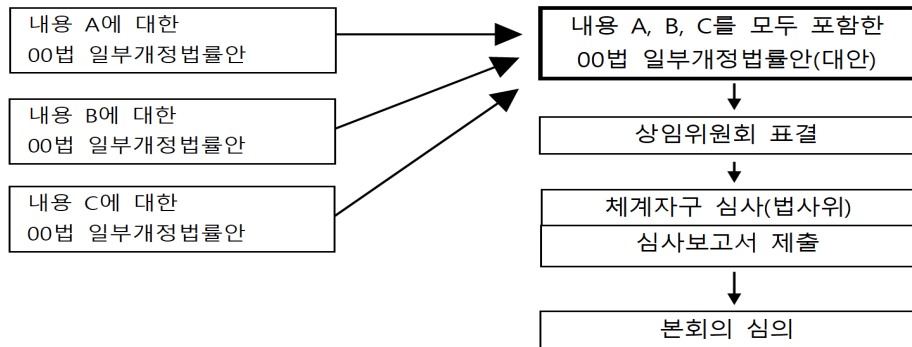 내용 A에 대한
00법 일부개정법률안
내용 B에 대한
00법 일부개정법률안
내용 C에 대한
00법 일부개정법률안
내용 A, B, C를 모두 포함한
00법 일부개정법률안(대안)
상임위원회 표결
체계자구 심사(법사위)
심사보고서 제출
본회의 심의